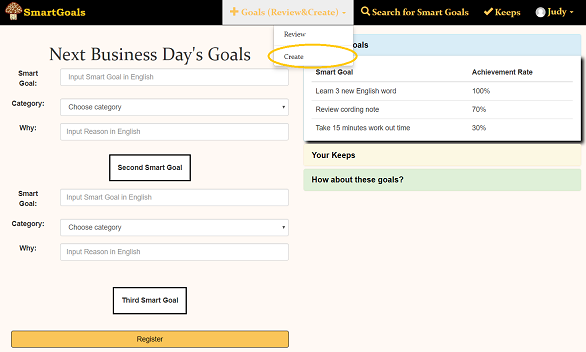 SmartGoals
Goals (Review&Create)
Search for Smart Goals
Keeps
Judy
Review
Create
Next Business Day's Goals
Smart Goal:
Input Smart Goal in English
Category:
Choose category
Why:
Input Reason in English
Second Smart Goal
Smart Goal:
Input Smart Goal in English
Category:
Choose category
Why:
Input Reason in English
Third Smart Goal
Register
oals
Smart Goal Achievement Rate
Learn 3 new English word 100%
Review cording note 70%
Take 15 minutes work out time 30%
Your Keeps
How about these goals?